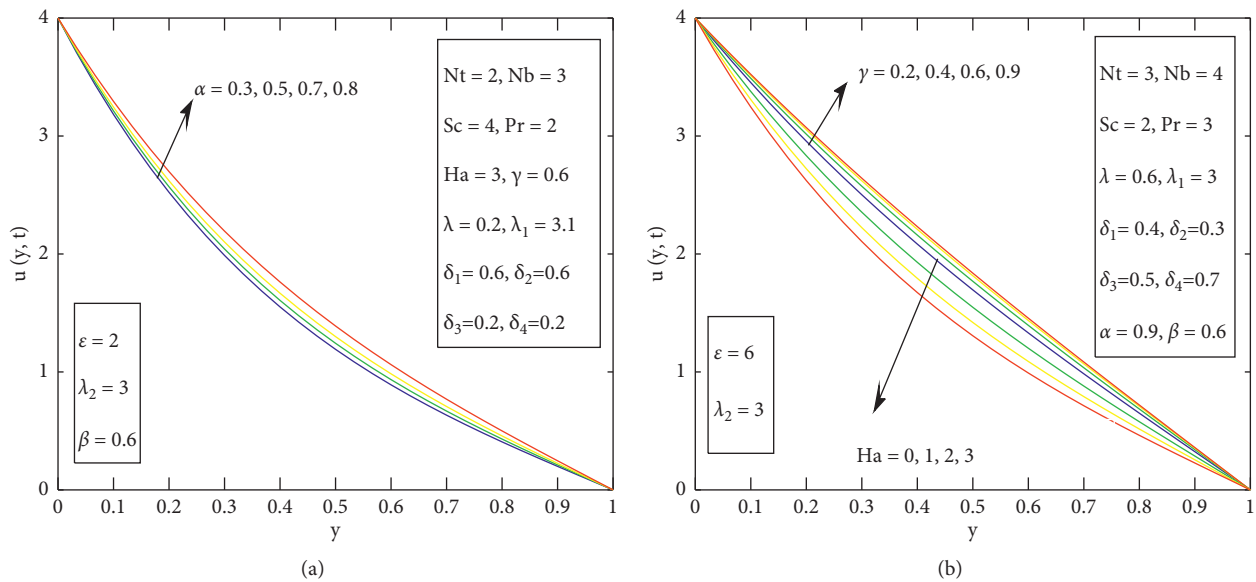 4
3
2
1
0
u (y, t)
α = 0.3, 0.5, 0.7, 0.8
Nt = 2, Nb = 3
Sc = 4, Pr = 2
Ha = 3, γ = 0.6
λ = 0.2, λ₁ = 3.1
δ₁= 0.6, δ₂=0.6
δ₃=0.2, δ₄=0.2
ε = 2
λ₂ = 3
β = 0.6
0 0.1 0.2 0.3 0.4 0.5 0.6 0.7 0.8 0.9 1
y
(a)
4
3
2
1
0
u (y, t)
γ = 0.2, 0.4, 0.6, 0.9
Nt = 3, Nb = 4
Sc = 2, Pr = 3
λ = 0.6, λ₁ = 3
δ₁= 0.4, δ₂=0.3
δ₃=0.5, δ₄=0.7
α = 0.9, β = 0.6
ε = 6
λ₂ = 3
Ha = 0, 1, 2, 3
0 0.1 0.2 0.3 0.4 0.5 0.6 0.7 0.8 0.9 1
y
(b)